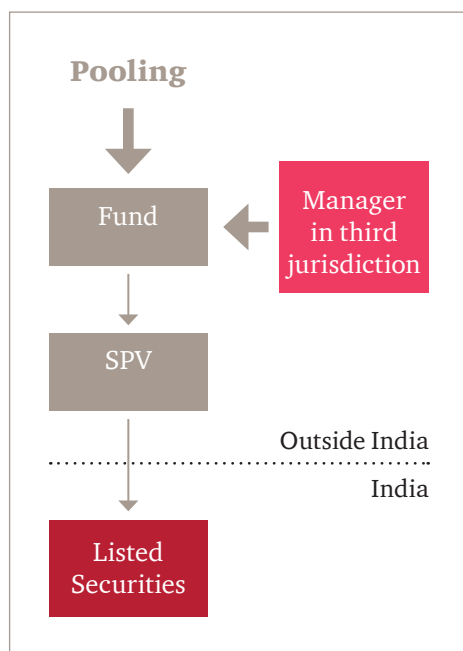 Pooling
Fund
Manager
in third
jurisdiction
SPV
Outside India
India
Listed
Securities